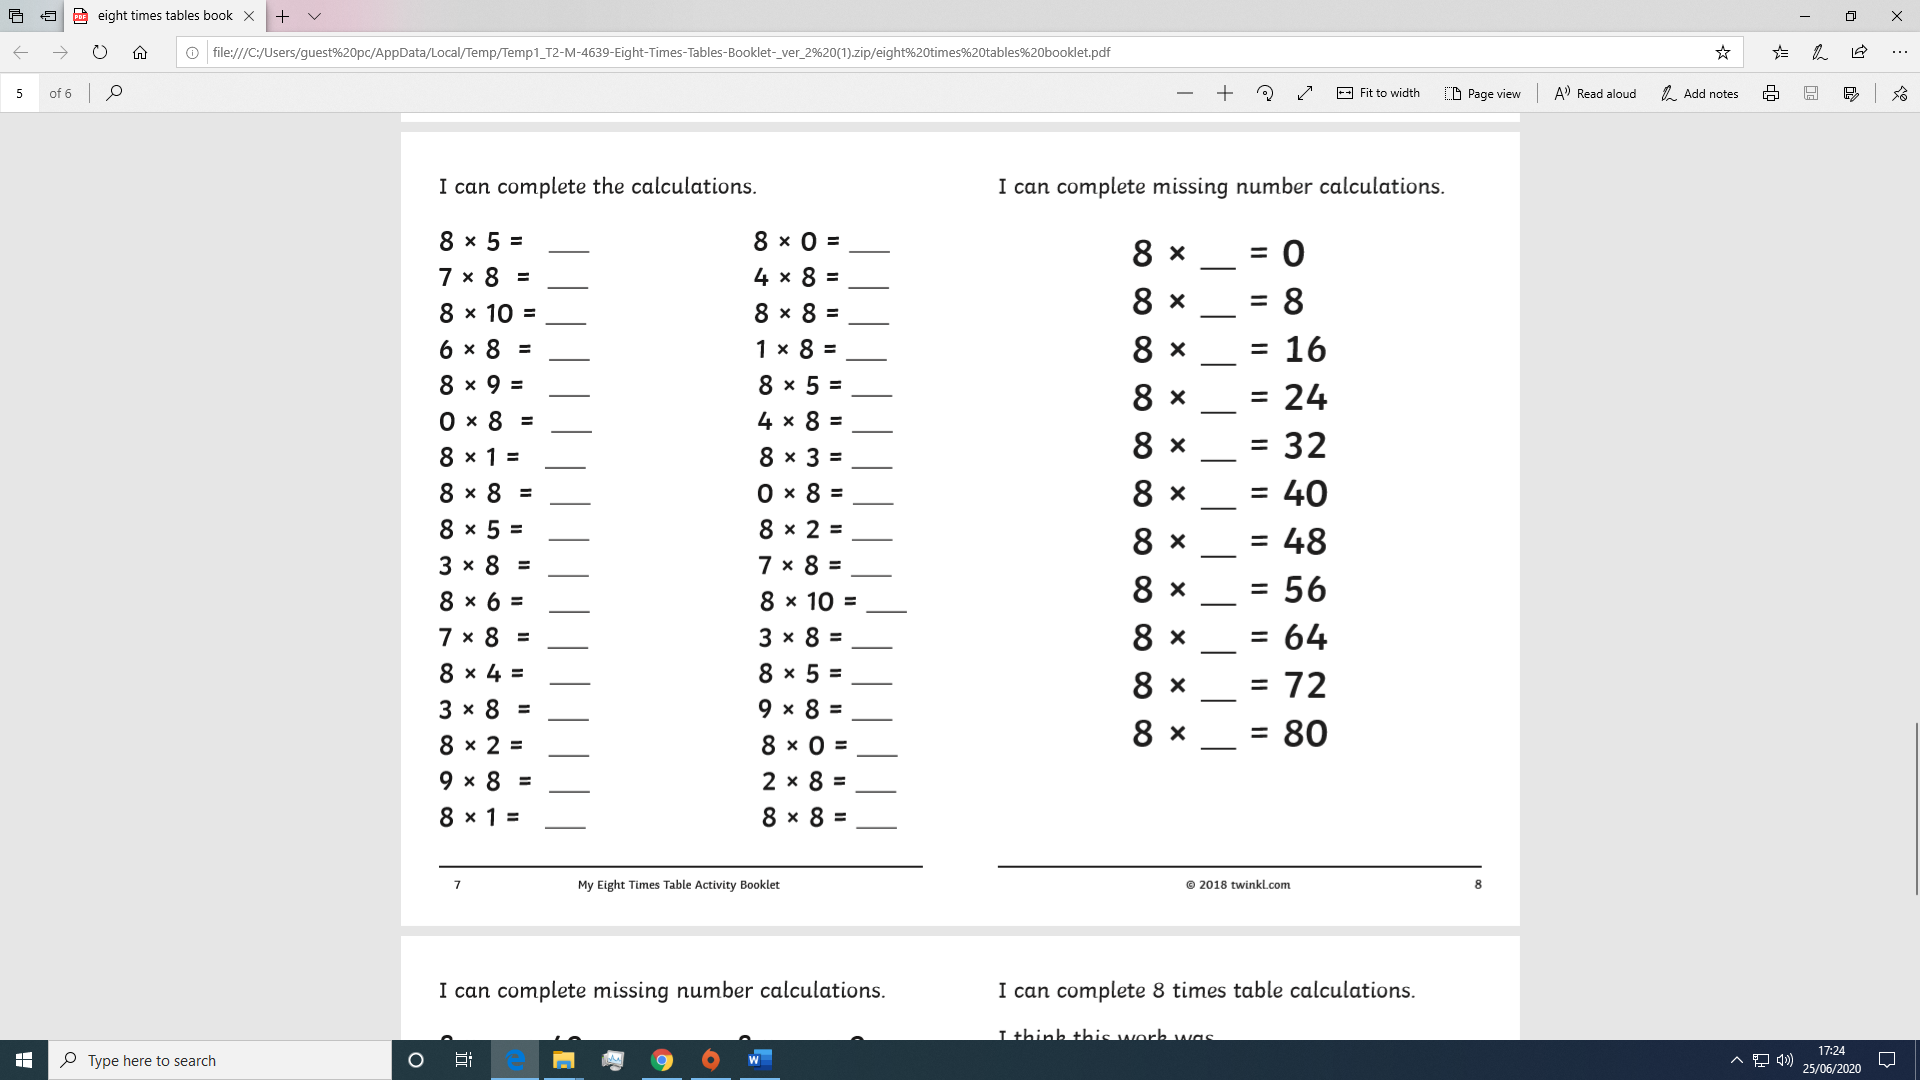 eight times tables book
file:///C:/Users/guest%20pc/AppData/Local/Temp/Temp1_T2-M-4639-Eight-Times-Tables-Booklet-_ver_2%20(1).zip/eight%20times%20tables%20booklet.pdf
5 of 6
Fit to width
Page view
Read aloud
Add notes
I can complete the calculations.
8 × 5 = ___
7 × 8 = ___
8 × 10 = ___
6 × 8 = ___
8 × 9 = ___
0 × 8 = ___
8 × 1 = ___
8 × 8 = ___
8 × 5 = ___
3 × 8 = ___
8 × 6 = ___
7 × 8 = ___
8 × 4 = ___
3 × 8 = ___
8 × 2 = ___
9 × 8 = ___
8 × 1 = ___
8 × 0 = ___
4 × 8 = ___
8 × 8 = ___
1 × 8 = ___
8 × 5 = ___
4 × 8 = ___
8 × 3 = ___
0 × 8 = ___
8 × 2 = ___
7 × 8 = ___
8 × 10 = ___
3 × 8 = ___
8 × 5 = ___
9 × 8 = ___
8 × 0 = ___
2 × 8 = ___
8 × 8 = ___
7 My Eight Times Table Activity Booklet
I can complete missing number calculations.
8 × __ = 0
8 × __ = 8
8 × __ = 16
8 × __ = 24
8 × __ = 32
8 × __ = 40
8 × __ = 48
8 × __ = 56
8 × __ = 64
8 × __ = 72
8 × __ = 80
© 2018 twinkl.com 8
I can complete missing number calculations.
I can complete 8 times table calculations.
I think this work was
Type here to search
17:24
25/06/2020